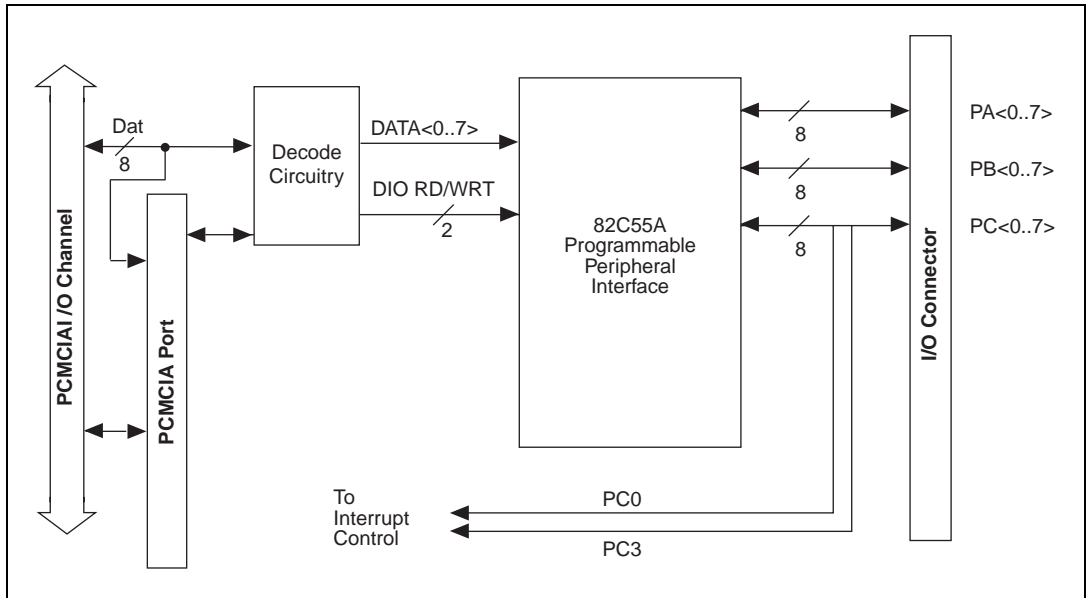 PCMCIAI /O Channel
Dat
8
PCMCIA Port
Decode
Circuitry
DATA<0..7>
DIO RD/WRT
2
82C55A
Programmable
Peripheral
Interface
8
8
8
I/O Connector
PA<0..7>
PB<0..7>
PC<0..7>
To
Interrupt
Control
PC0
PC3